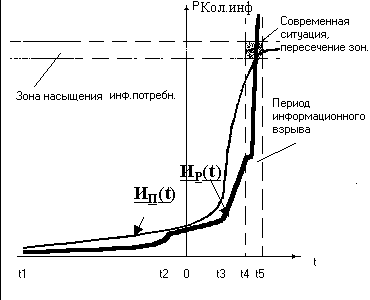 Р Кол.инф
Современная
ситуация,
пересечение зон.
Зона насыщения инф.потребн.
Период
информационного
взрыва
ИР(t)
ИП(t)
t1 t2 0 t3 t4 t5 t